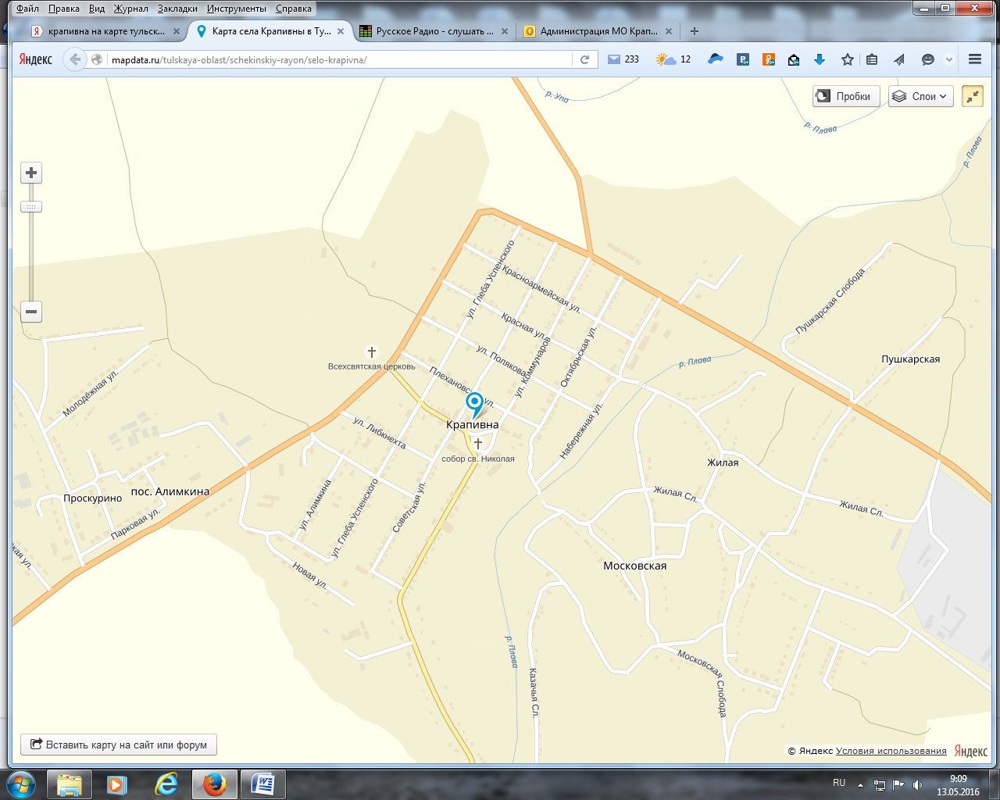 Файл Правка Вид Журнал Закладки Инструменты Справка
крапивна на карте тульск...
Карта села Крапивны в Ту...
Русское Радио - слушать ...
Администрация МО Крап...
Яндекс
mapdata.ru/tulskaya-oblast/schekinskiy-rayon/selo-krapivna/
233
12
Пробки
Слои
р. Упа
р. Плава
р. Плава
ул. Глеба Успенского
Красноармейская ул.
Красная ул.
ул. Полякова
ул. Коммунаров
Октябрьская ул.
Плехановская ул.
Набережная ул.
р. Плава
Пушкарская Слобода
Пушкарская
Всехсвятская церковь
Молодёжная ул.
ул. Либкнехта
Крапивна
собор св. Николая
Жилая
Жилая Сл.
Жилая Сл.
Проскурино
пос. Алимкина
Парковая ул.
ул. Алимкина
ул. Глеба Успенского
Советская ул.
Новая ул.
ская ул.
Московская
р. Плава
Казачья Сл.
Московская Слобода
Вставить карту на сайт или форум
© Яндекс Условия использования
Яндекс
RU
9:09
13.05.2016